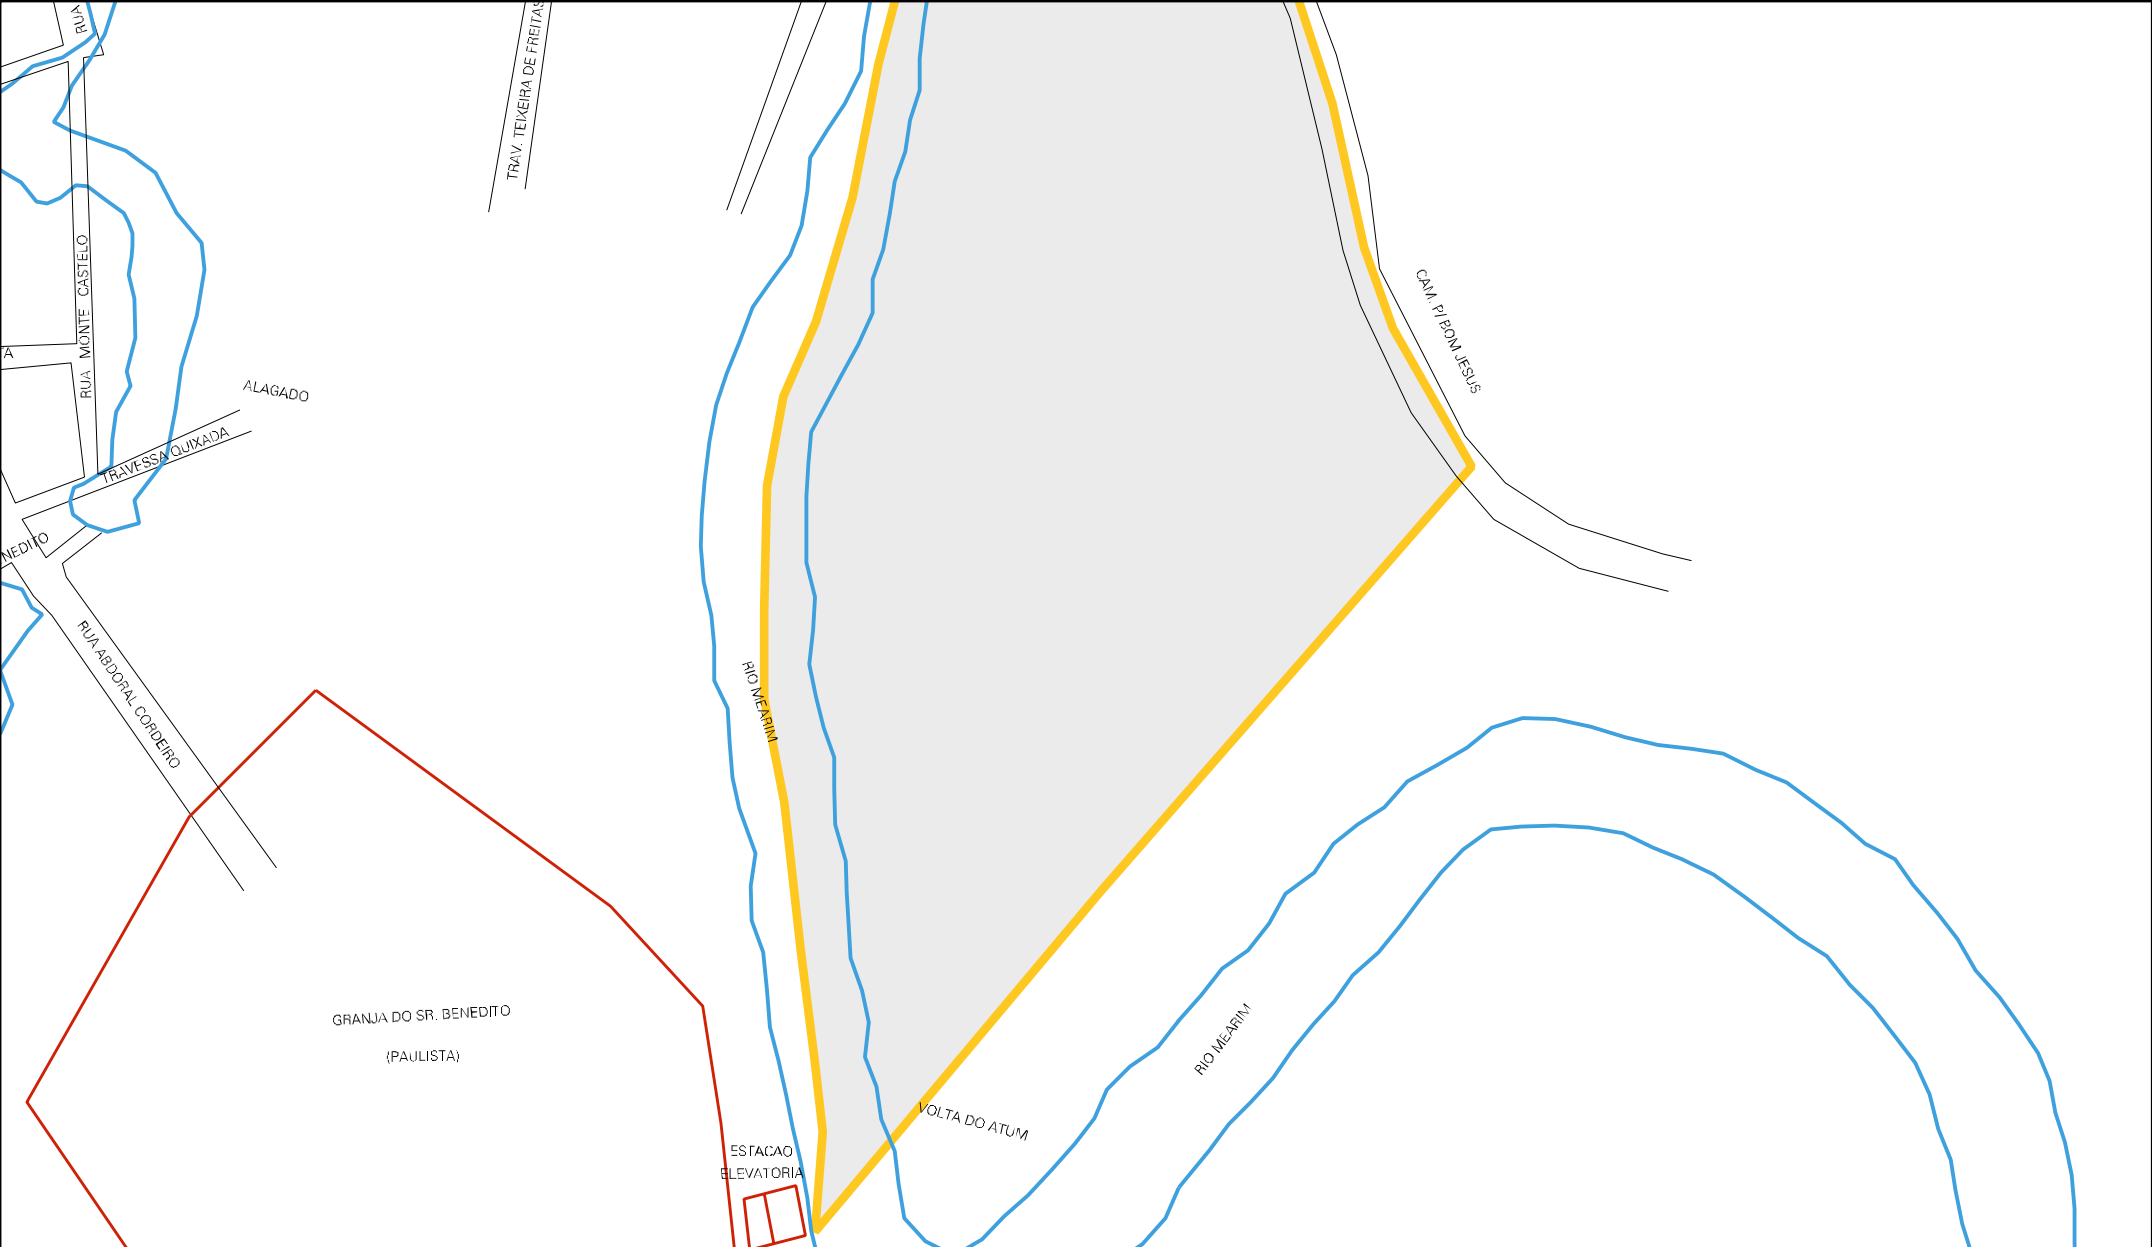 RUA
TRAV. TEIXEIRA DE FREITAS
RUA MONTE CASTELO
CAM. P/ BOM JESUS
TA
ALAGADO
TRAVESSA QUIXADA
NEDITO
RUA ABDORAL CORDEIRO
RIO MEARIM
GRANJA DO SR. BENEDITO
(PAULISTA)
RIO MEARIM
VOLTA DO ATUM
ESTACAO
ELEVATORIA